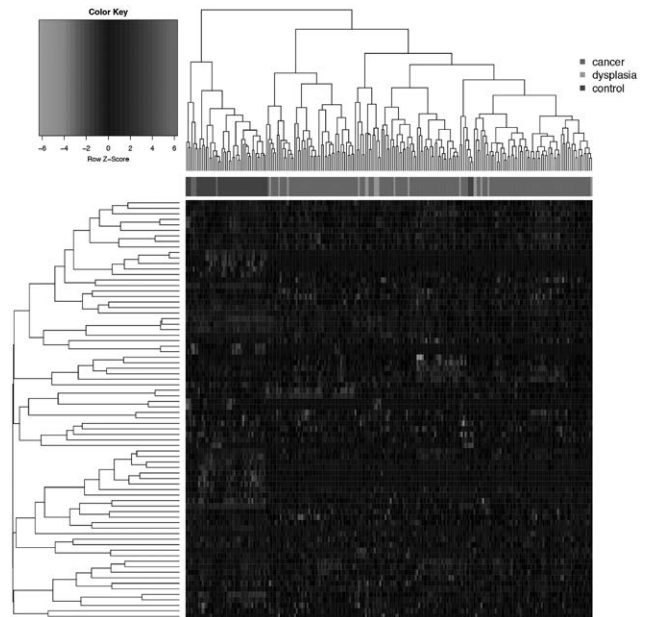 Color Key
−6 −4 −2 0 2 4 6
Row Z−Score
cancer
dysplasia
control